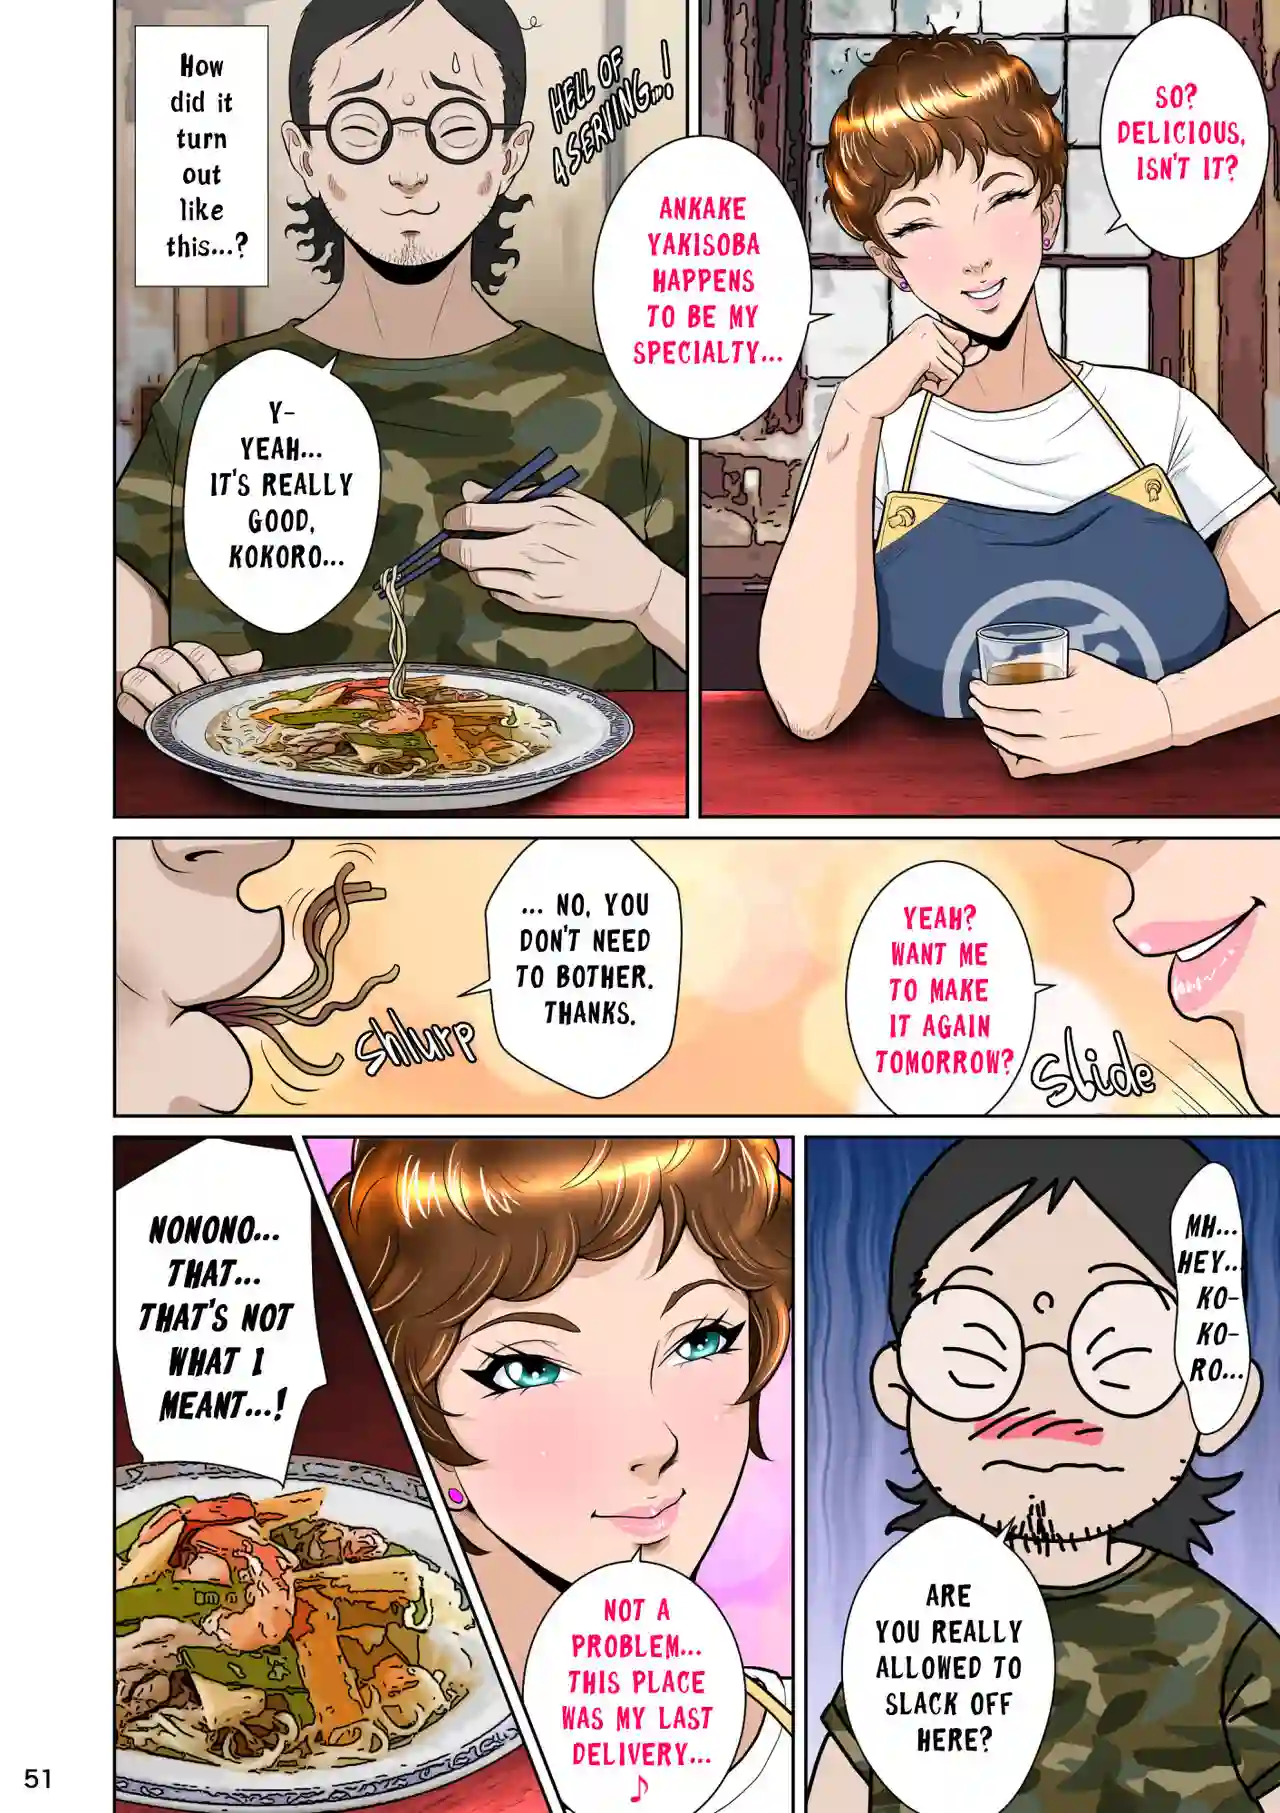 SO?
DELICIOUS,
ISN'T IT?
ANKAKE
YAKISOBA
HAPPENS
TO BE MY
SPECIALTY...
HELL OF
A SERVING...!
How
did it
turn
out
like
this...?
Y-
YEAH...
IT'S REALLY
GOOD,
KOKORO...
YEAH?
WANT ME
TO MAKE
IT AGAIN
TOMORROW?
Slide
... NO, YOU
DON'T NEED
TO BOTHER.
THANKS.
Shlurp
MH...
HEY...
KO-
KO-
RO...
ARE
YOU REALLY
ALLOWED TO
SLACK OFF
HERE?
NOT A
PROBLEM...
THIS PLACE
WAS MY LAST
DELIVERY...
♪
NONONO...
THAT...
THAT'S NOT
WHAT I
MEANT...!
51